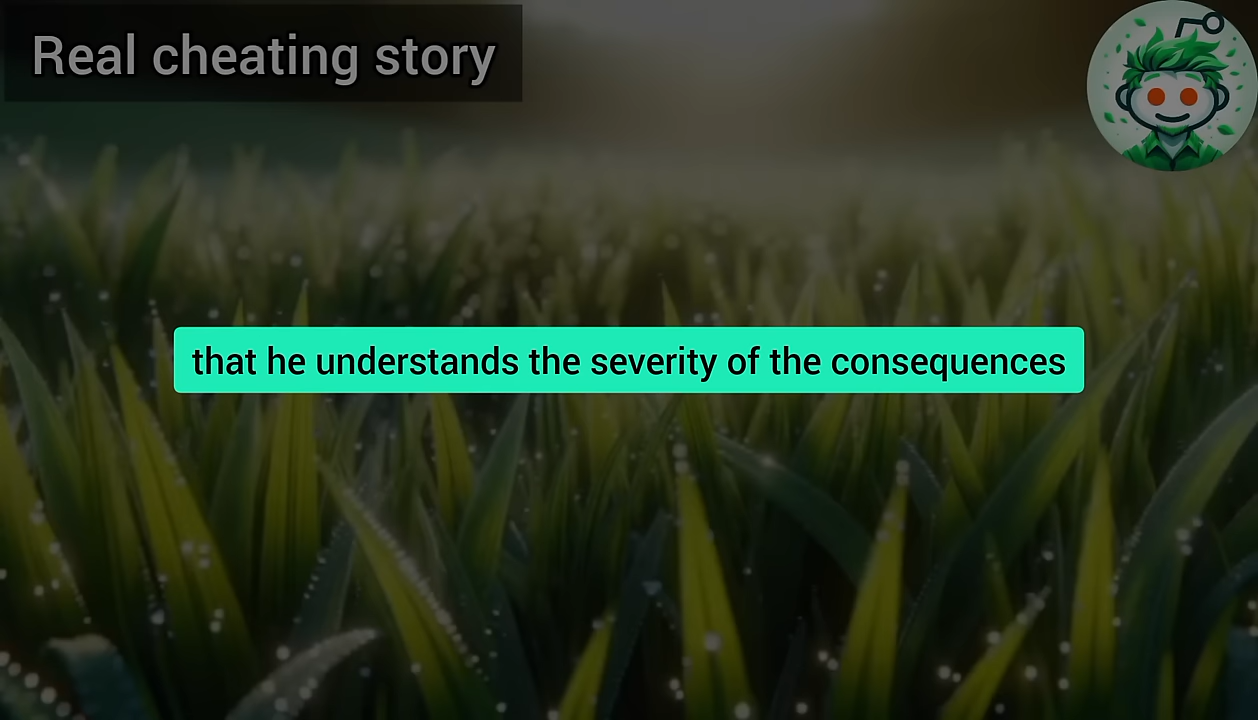 Real cheating story
that he understands the severity of the consequences